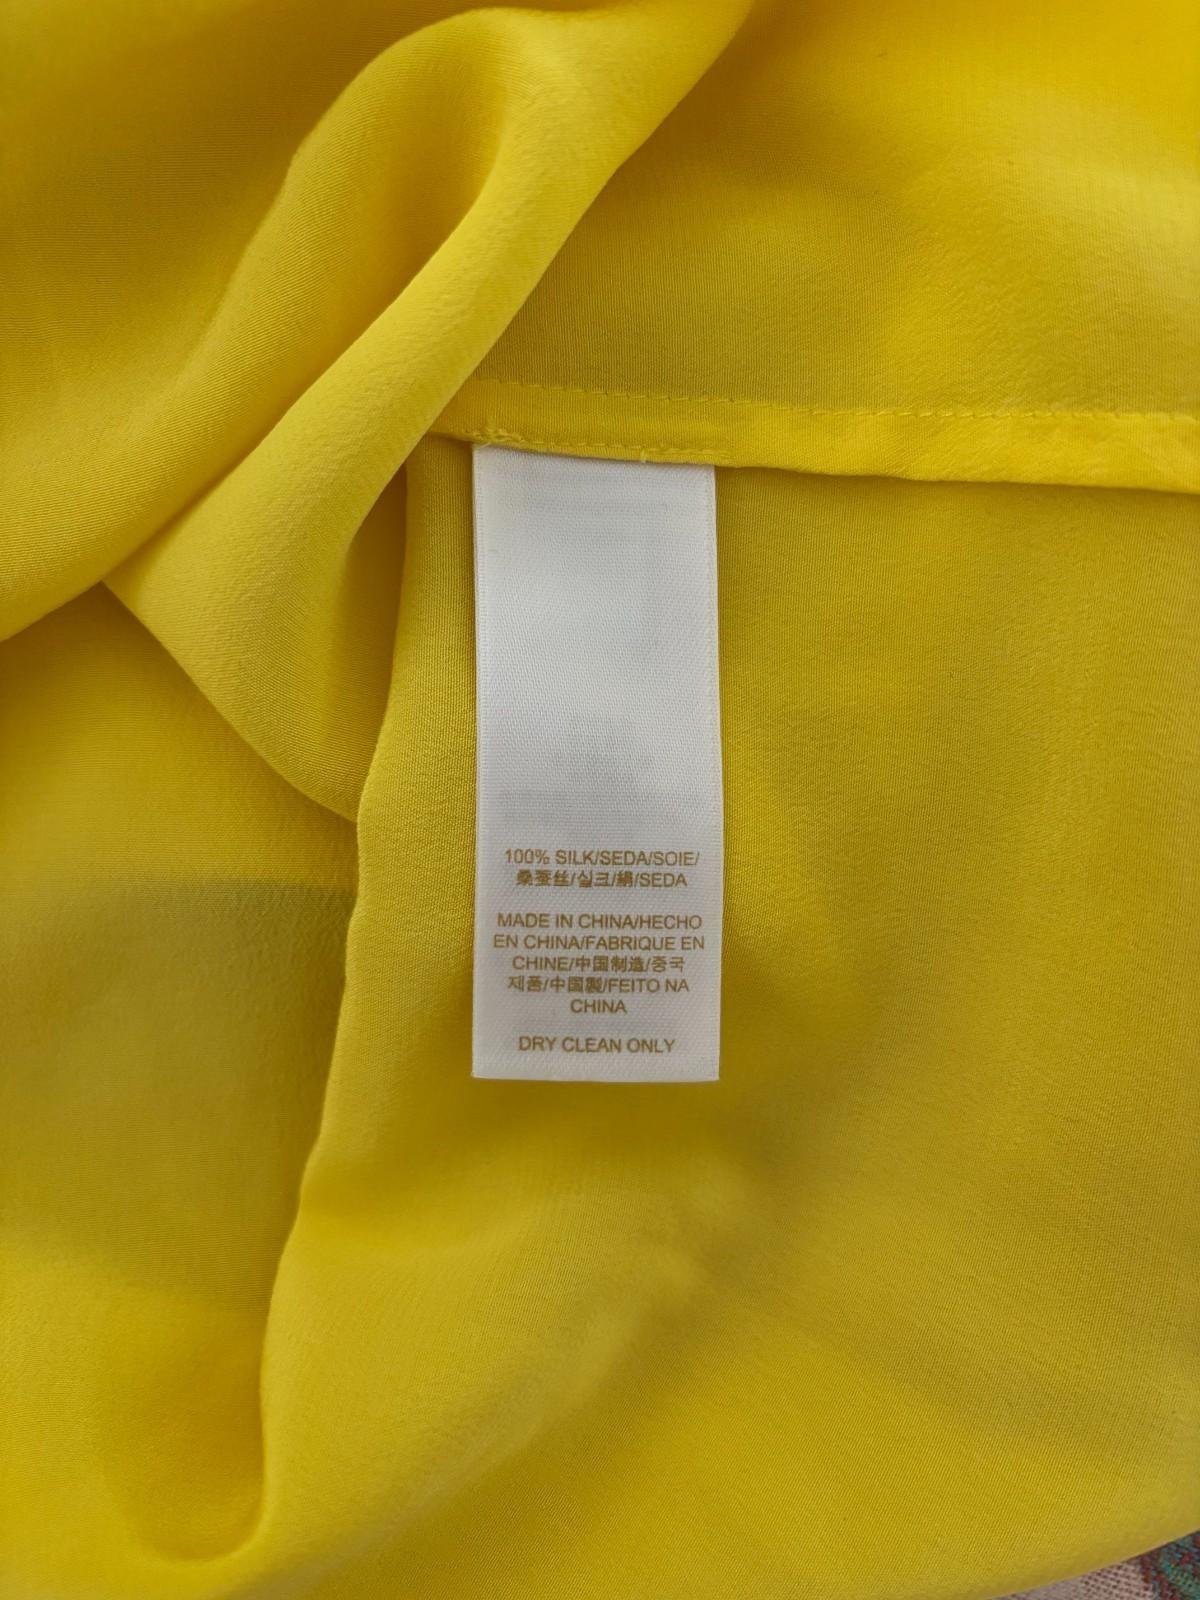 100% SILK/SEDA/SOIE/
桑蚕丝/실크/絹/SEDA
MADE IN CHINA/HECHO
EN CHINA/FABRIQUE EN
CHINE/中国制造/중국
제품/中国製/FEITO NA
CHINA
DRY CLEAN ONLY